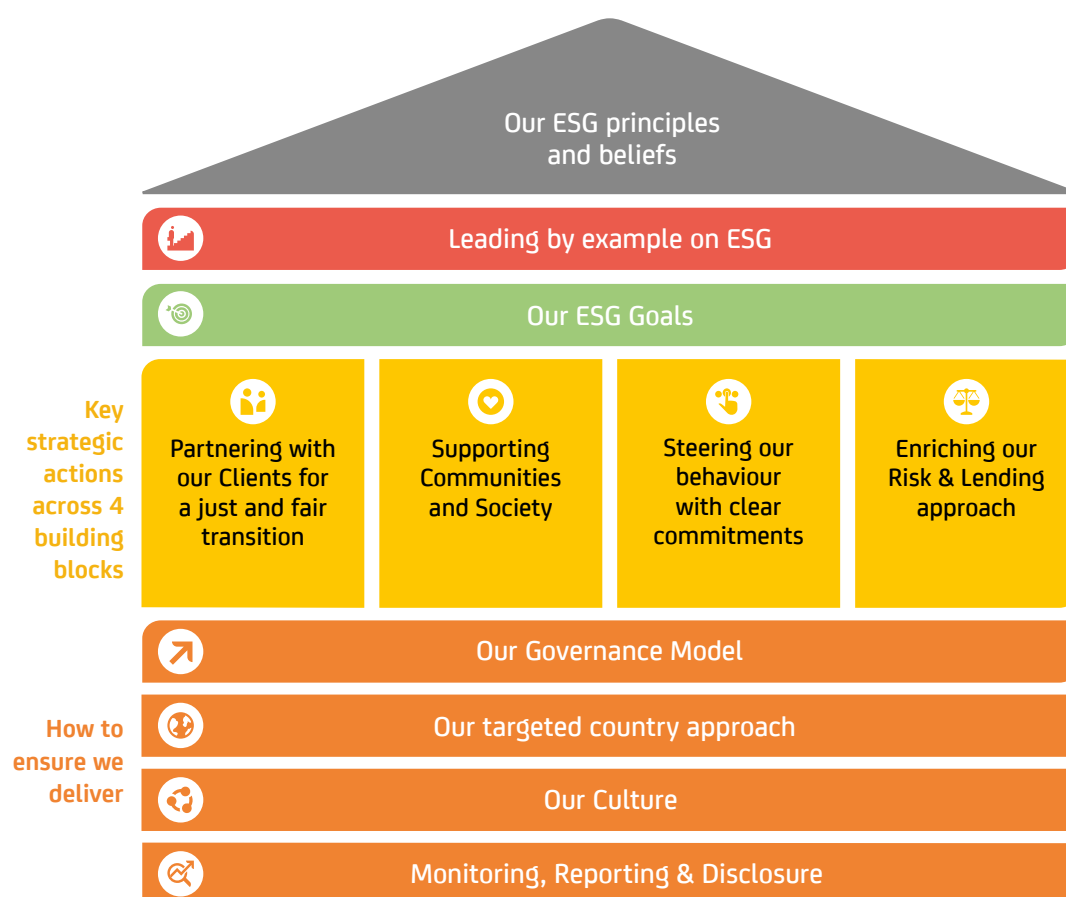 Our ESG principles
and beliefs
Leading by example on ESG
Our ESG Goals
Key
strategic
actions
across 4
building
blocks
Partnering with
our Clients for
a just and fair
transition
Supporting
Communities
and Society
Steering our
behaviour
with clear
commitments
Enriching our
Risk & Lending
approach
How to
ensure we
deliver
Our Governance Model
Our targeted country approach
Our Culture
Monitoring, Reporting & Disclosure